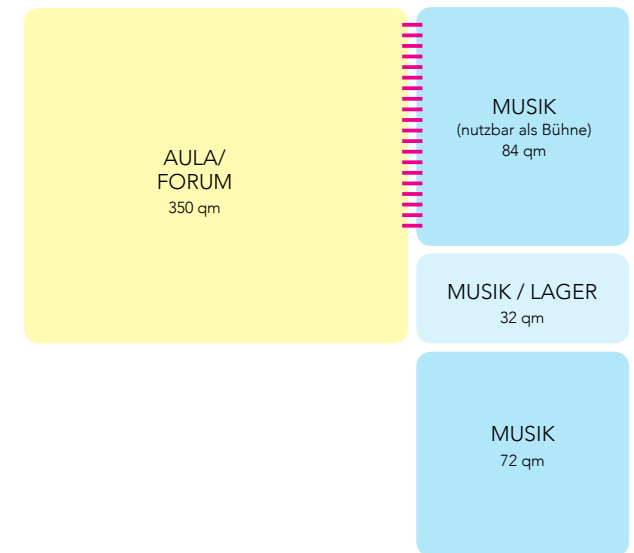 AULA/
FORUM
350 qm
MUSIK
(nutzbar als Bühne)
84 qm
MUSIK / LAGER
32 qm
MUSIK
72 qm